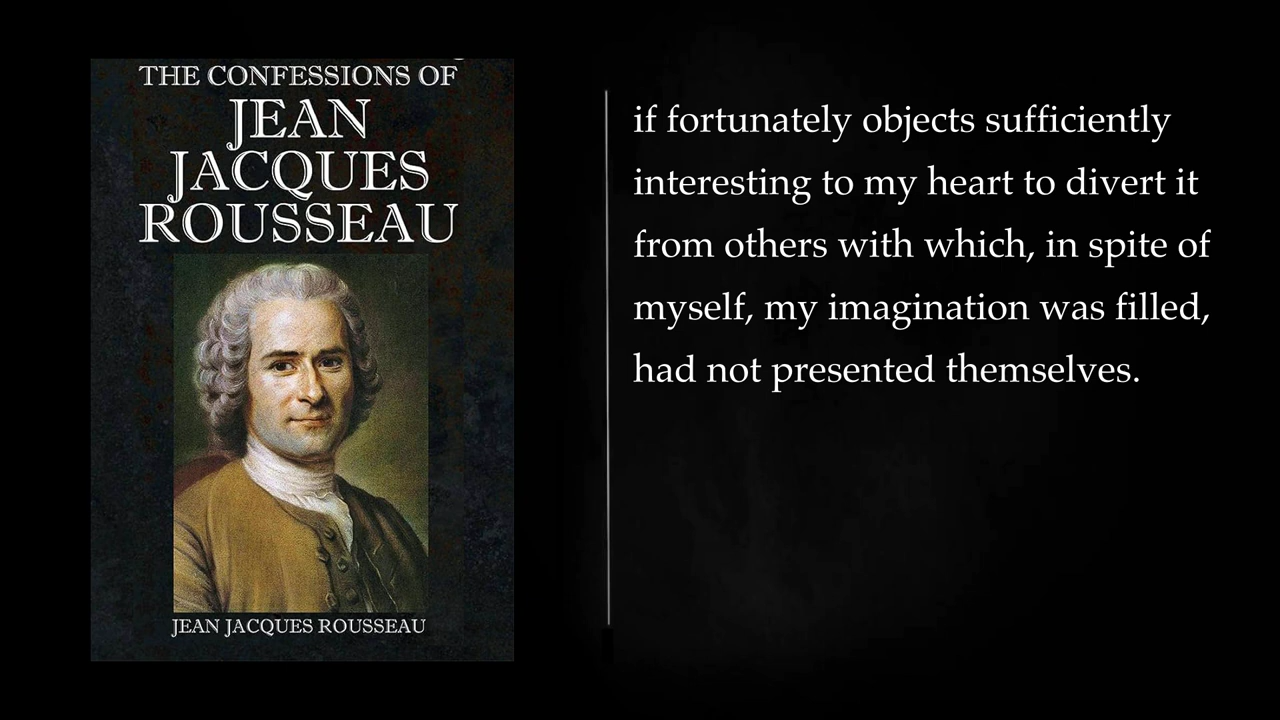 THE CONFESSIONS OF
JEAN
JACQUES
ROUSSEAU
JEAN JACQUES ROUSSEAU
if fortunately objects sufficiently
interesting to my heart to divert it
from others with which, in spite of
myself, my imagination was filled,
had not presented themselves.